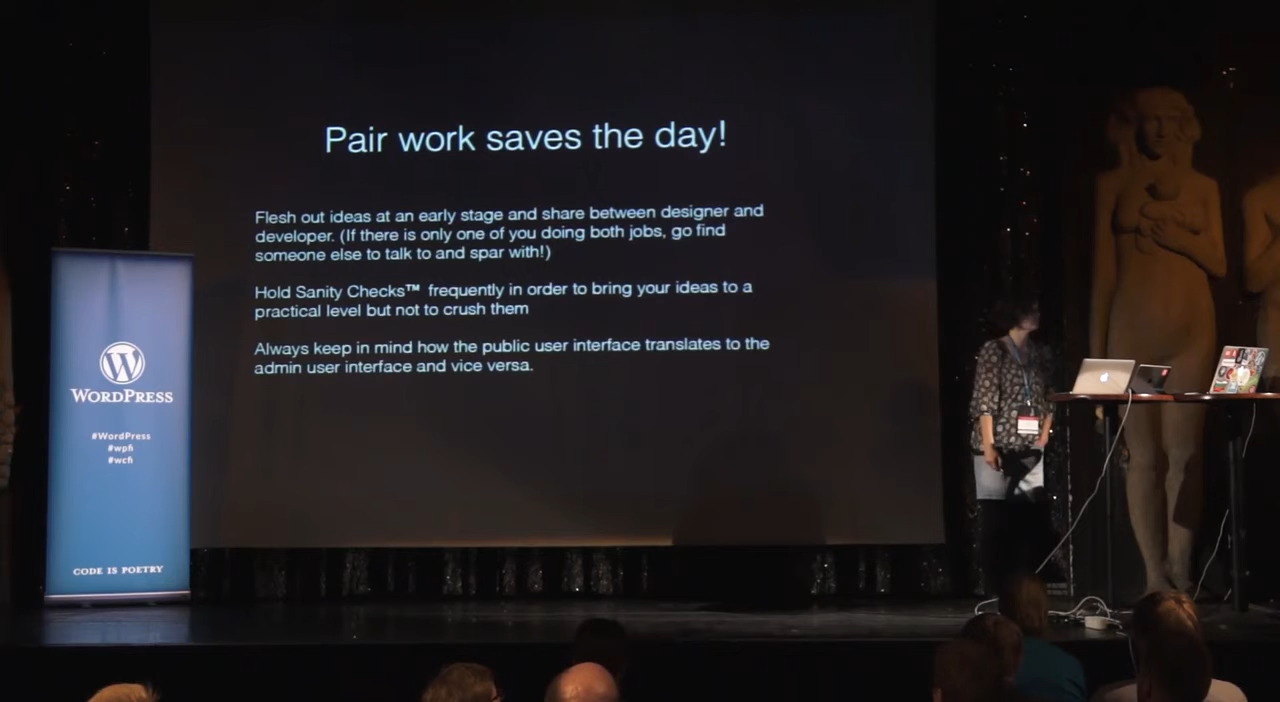 Pair work saves the day!
Flesh out ideas at an early stage and share between designer and
developer. (If there is only one of you doing both jobs, go find
someone else to talk to and spar with!)
Hold Sanity Checks™ frequently in order to bring your ideas to a
practical level but not to crush them
Always keep in mind how the public user interface translates to the
admin user interface and vice versa.
W
WORDPRESS
#WordPress
#wpfi
#wcfi
CODE IS POETRY